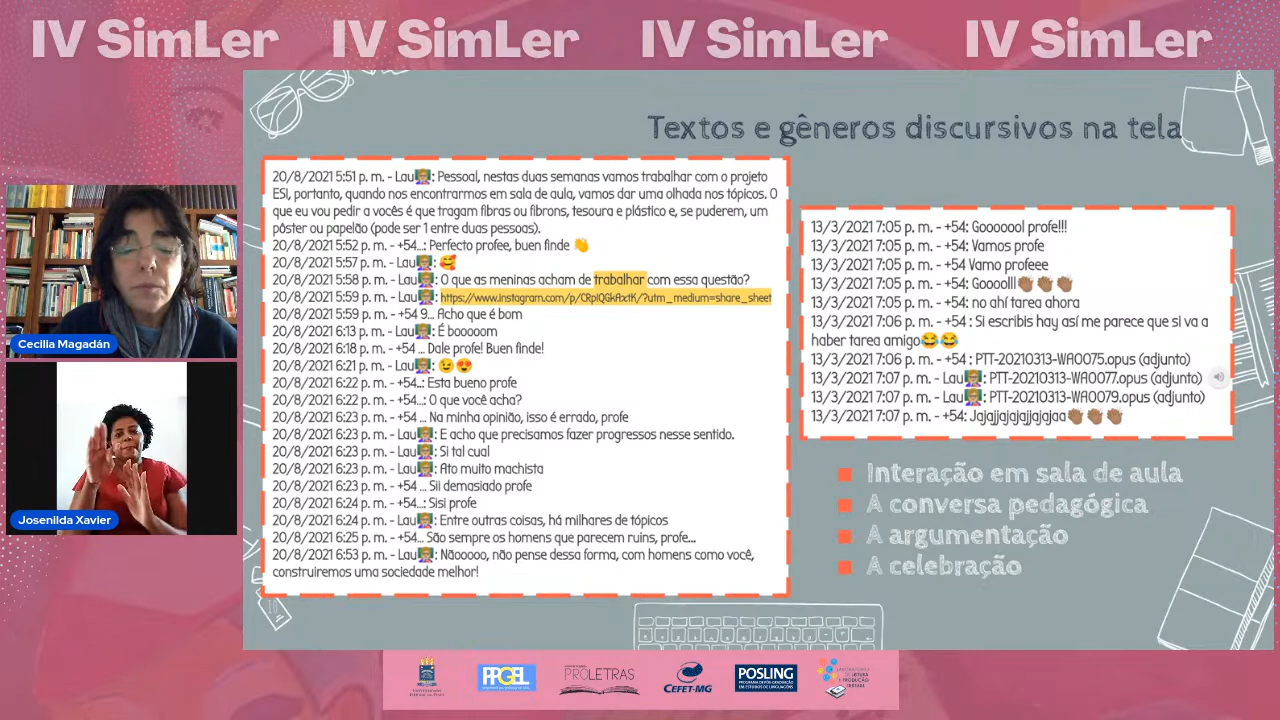 IV SimLer IV SimLer IV SimLer IV SimLer
Textos e gêneros discursivos na tela
20/8/2021 5:51 p. m. - Lau: Pessoal, nestas duas semanas vamos trabalhar com o projeto
ESI, portanto, quando nos encontrarmos em sala de aula, vamos dar uma olhada nos tópicos. O
que eu vou pedir a vocês é que tragam fibras ou fibrons, tesoura e plástico e, se puderem, um
pôster ou papelão (pode ser 1 entre duas pessoas).
20/8/2021 5:52 p. m. - +54...: Perfecto profee, buen finde 👋
20/8/2021 5:57 p. m. - Lau: 🥰
20/8/2021 5:58 p. m. - Lau: O que as meninas acham de trabalhar com essa questão?
20/8/2021 5:59 p. m. - Lau: https://www.instagram.com/p/CRpIQGkAxtK/?utm_medium=share_sheet
20/8/2021 5:59 p. m. - +54 9... Acho que é bom
20/8/2021 6:13 p. m. - Lau: É booooom
20/8/2021 6:18 p. m. - +54 ... Dale profe! Buen finde!
20/8/2021 6:21 p. m. - Lau: 😉😍
20/8/2021 6:22 p. m. - +54..: Esta bueno profe
20/8/2021 6:22 p. m. - +54...: O que você acha?
20/8/2021 6:23 p. m. - +54 ... Na minha opinião, isso é errado, profe
20/8/2021 6:23 p. m. - Lau: E acho que precisamos fazer progressos nesse sentido.
20/8/2021 6:23 p. m. - Lau: Si tal cual
20/8/2021 6:23 p. m. - Lau: Ato muito machista
20/8/2021 6:23 p. m. - +54 ... Sii demasiado profe
20/8/2021 6:24 p. m. - +54...: Sisi profe
20/8/2021 6:24 p. m. - Lau: Entre outras coisas, há milhares de tópicos
20/8/2021 6:25 p. m. - +54... São sempre os homens que parecem ruins, profe...
20/8/2021 6:53 p. m. - Lau: Nãooooo, não pense dessa forma, com homens como você,
construiremos uma sociedade melhor!
13/3/2021 7:05 p. m. - +54: Gooooool profe!!!
13/3/2021 7:05 p. m. - +54: Vamos profe
13/3/2021 7:05 p. m. - +54 Vamo profeee
13/3/2021 7:05 p. m. - +54: Gooolll👏🏽👏🏽👏🏽
13/3/2021 7:05 p. m. - +54: no ahí tarea ahora
13/3/2021 7:06 p. m. - +54 : Si escribis hay así me parece que si va a
haber tarea amigo😂😂
13/3/2021 7:06 p. m. - +54 : PTT-20210313-WA0075.opus (adjunto)
13/3/2021 7:07 p. m. - Lau: PTT-20210313-WA0077.opus (adjunto)
13/3/2021 7:07 p. m. - Lau: PTT-20210313-WA0079.opus (adjunto)
13/3/2021 7:07 p. m. - +54: Jajajjajajajjajajaa👏🏽👏🏽👏🏽
Interação em sala de aula
A conversa pedagógica
A argumentação
A celebração
Cecilia Magadán
Josenilda Xavier
PPGEL
PROLETRAS
CEFET-MG
POSLING